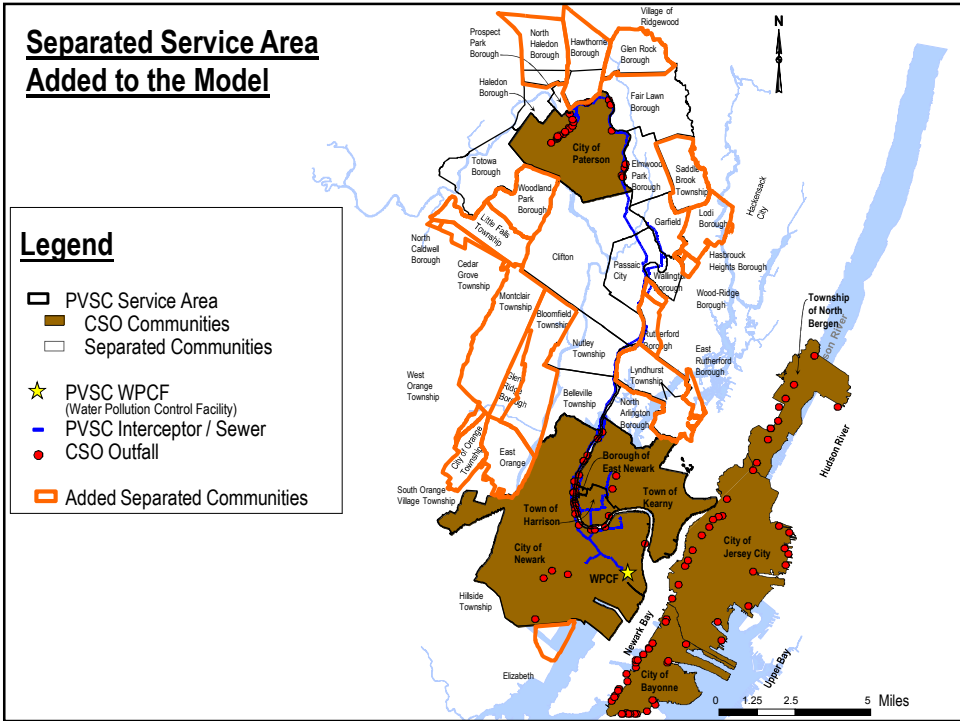 Separated Service Area
Added to the Model
Legend
PVSC Service Area
CSO Communities
Separated Communities
PVSC WPCF
(Water Pollution Control Facility)
PVSC Interceptor / Sewer
CSO Outfall
Added Separated Communities
Village of
Ridgewood
N
Prospect
Park
Borough
North
Haledon
Borough
Hawthorne
Borough
Glen Rock
Borough
Haledon
Borough
Fair Lawn
Borough
City of
Paterson
Totowa
Borough
Elmwood
Park
Borough
Saddle
Brook
Township
Hackensack
City
Woodland
Park
Borough
Little Falls
Township
Garfield
Lodi
Borough
North
Caldwell
Borough
Clifton
Hasbrouck
Heights Borough
Cedar
Grove
Township
Passaic
City
Wallington
Borough
Wood-Ridge
Borough
Montclair
Township
Bloomfield
Township
Township
of North
Bergen
son River
Nutley
Township
Rutherford
Borough
East
Rutherford
Borough
West
Orange
Township
Glen
Ridge
Borough
Lyndhurst
Township
Belleville
Township
North
Arlington
Borough
City of Orange
Township
East
Orange
Borough of
East Newark
Hudson River
South Orange
Village Township
Town of
Harrison
Town of
Kearny
City of
Newark
City of
Jersey City
WPCF
Hillside
Township
Newark Bay
Upper Bay
Elizabeth
City of
Bayonne
0 1.25 2.5 5 Miles